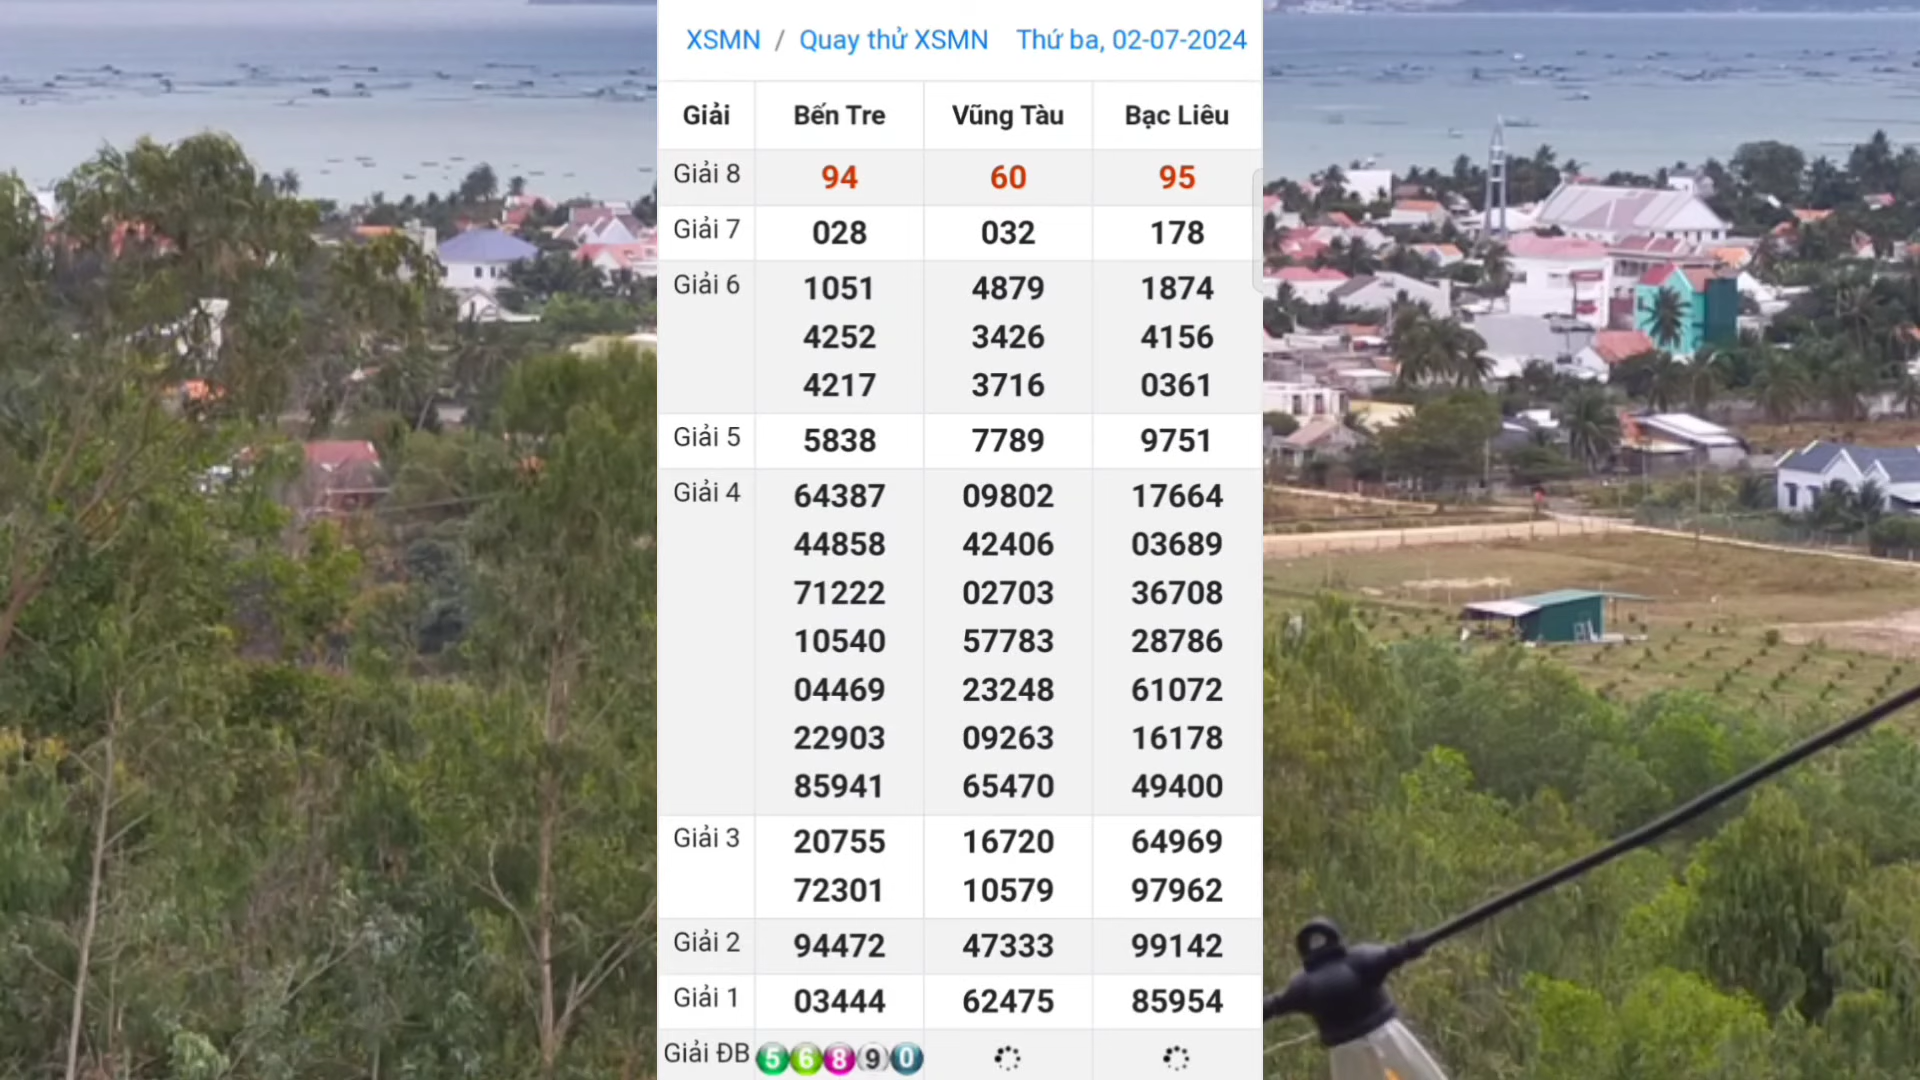 XSMN / Quay thử XSMN Thứ ba, 02-07-2024
Giải Bến Tre Vũng Tàu Bạc Liêu
Giải 8 94 60 95
Giải 7 028 032 178
Giải 6 1051 4879 1874
4252 3426 4156
4217 3716 0361
Giải 5 5838 7789 9751
Giải 4 64387 09802 17664
44858 42406 03689
71222 02703 36708
10540 57783 28786
04469 23248 61072
22903 09263 16178
85941 65470 49400
Giải 3 20755 16720 64969
72301 10579 97962
Giải 2 94472 47333 99142
Giải 1 03444 62475 85954
Giải ĐB 5 6 8 9 0